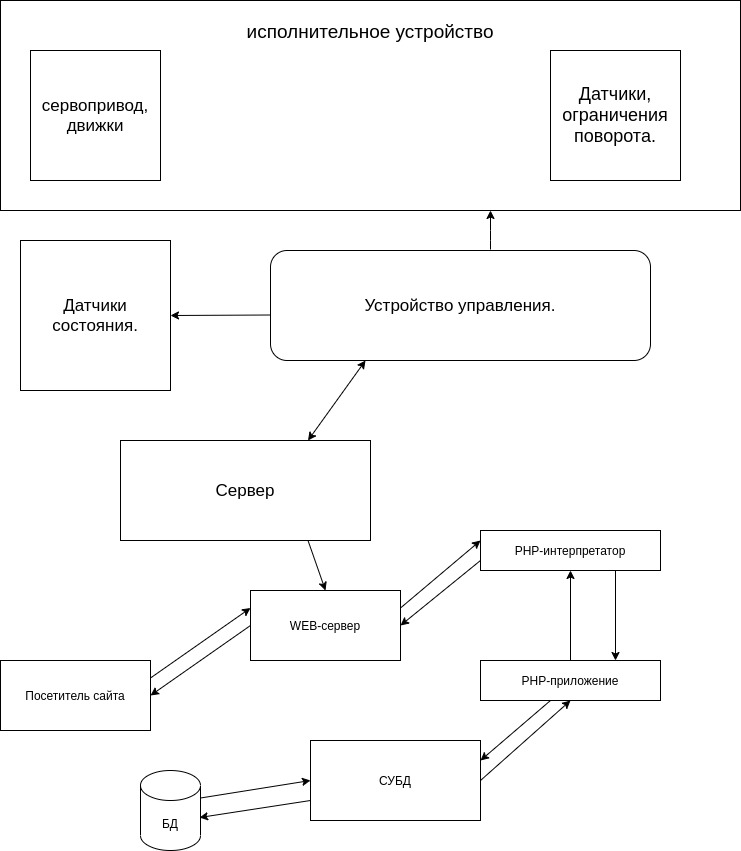 исполнительное устройство
сервопривод,
движки
Датчики,
ограничения
поворота.
Датчики
состояния.
Устройство управления.
Сервер
PHP-интерпретатор
WEB-сервер
Посетитель сайта
PHP-приложение
СУБД
БД